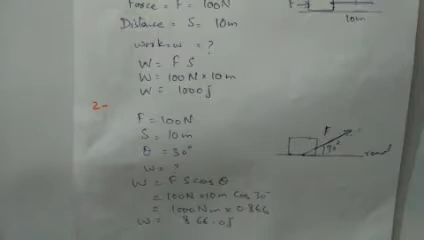 Force = F = 100N
Distance = S = 10m
10m
work = w = ?
W = F S
W = 100N x 10m
W = 1000J
2-
F = 100N
S = 10m
θ = 30°
w = ?
F
30°
road
W = F S cos θ
= 100N x 10m Cos 30°
= 1000Nm x 0.866
W = 866.0J